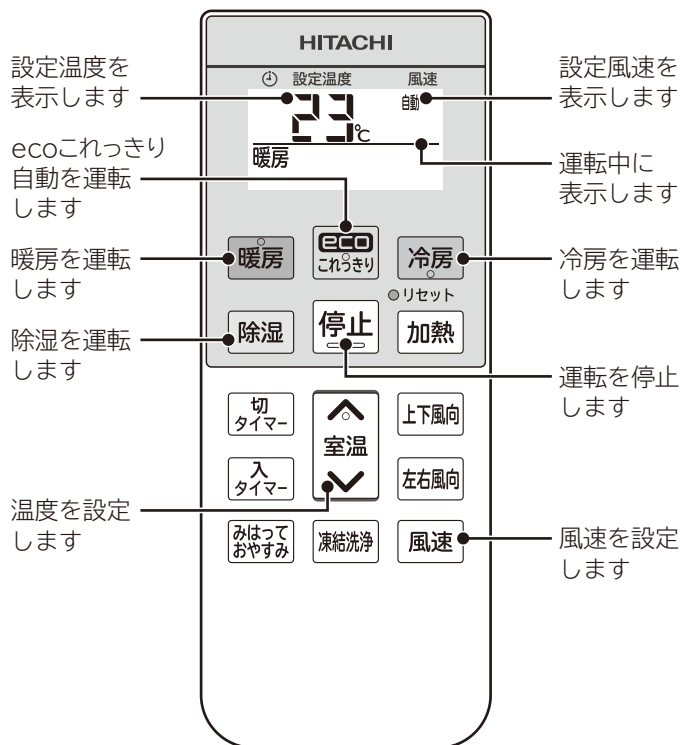 HITACHI
設定温度　風速
23℃
自動
暖房
設定温度を
表示します
ecoこれっきり
自動を運転
します
暖房を運転
します
除湿を運転
します
温度を設定
します
設定風速を
表示します
運転中に
表示します
冷房を運転
します
運転を停止
します
風速を設定
します
暖房
eco
これっきり
冷房
リセット
除湿
停止
加熱
切
タイマー
室温
上下風向
入
タイマー
左右風向
みはって
おやすみ
凍結洗浄
風速